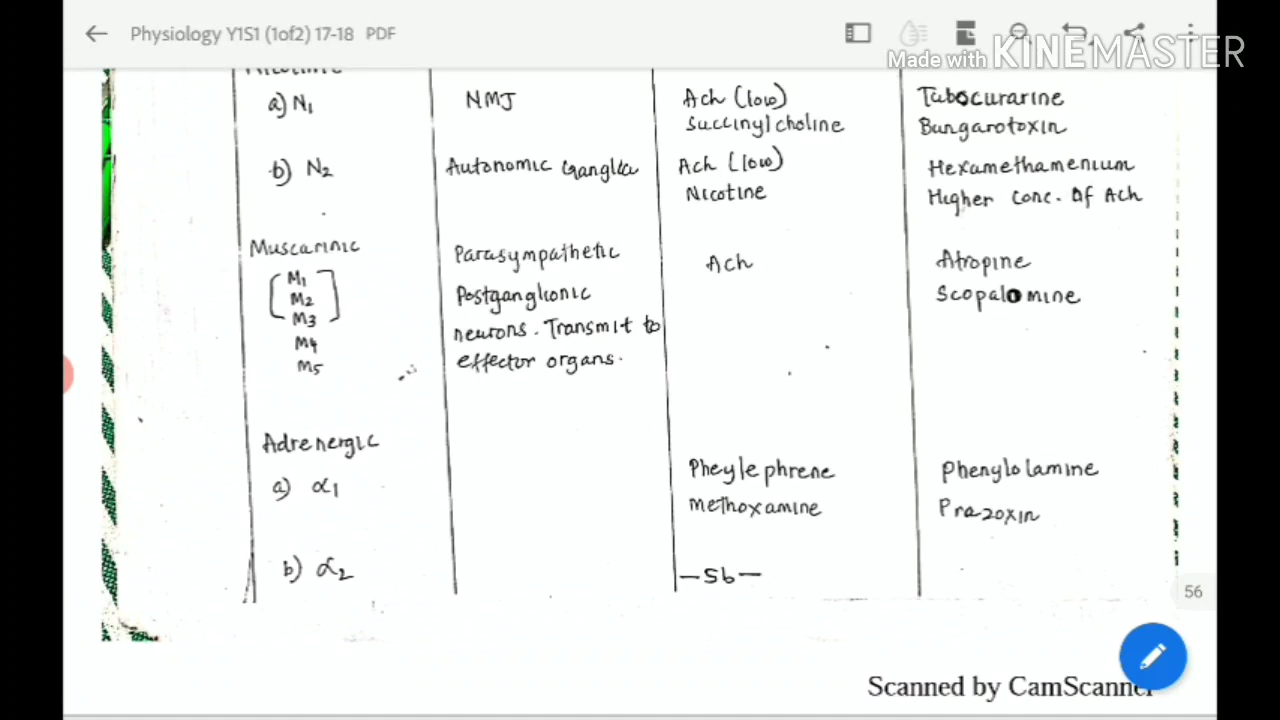 Physiology Y1S1 (1of2) 17-18 PDF
Made with KINEMASTER
a) N1 NMJ Ach (low) Tubocurarine
Succinylcholine Bungarotoxin
b) N2 Autonomic Ganglia Ach (low) Hexamethamenium
Nicotine Higher Conc. Of Ach
Muscarinic Parasympathetic Ach Atropine
M1 Postganglionic Scopalomine
M2
M3 neurons. Transmit to
M4 effector organs.
M5
Adrenergic
a) α1 Pheylephrene Phenylolamine
methoxamine Prazoxin
b) α2
—56—
56
Scanned by CamScanner